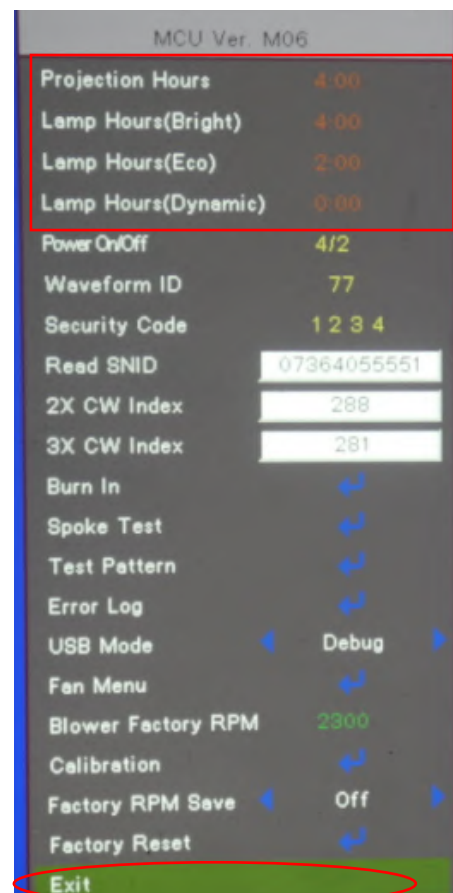 MCU Ver. M06
Projection Hours 4:00
Lamp Hours(Bright) 4:00
Lamp Hours(Eco) 2:00
Lamp Hours(Dynamic) 0:00
Power On/Off 4/2
Waveform ID 77
Security Code 1 2 3 4
Read SNID 07364055551
2X CW Index 288
3X CW Index 281
Burn In
Spoke Test
Test Pattern
Error Log
USB Mode Debug
Fan Menu
Blower Factory RPM 2300
Calibration
Factory RPM Save Off
Factory Reset
Exit